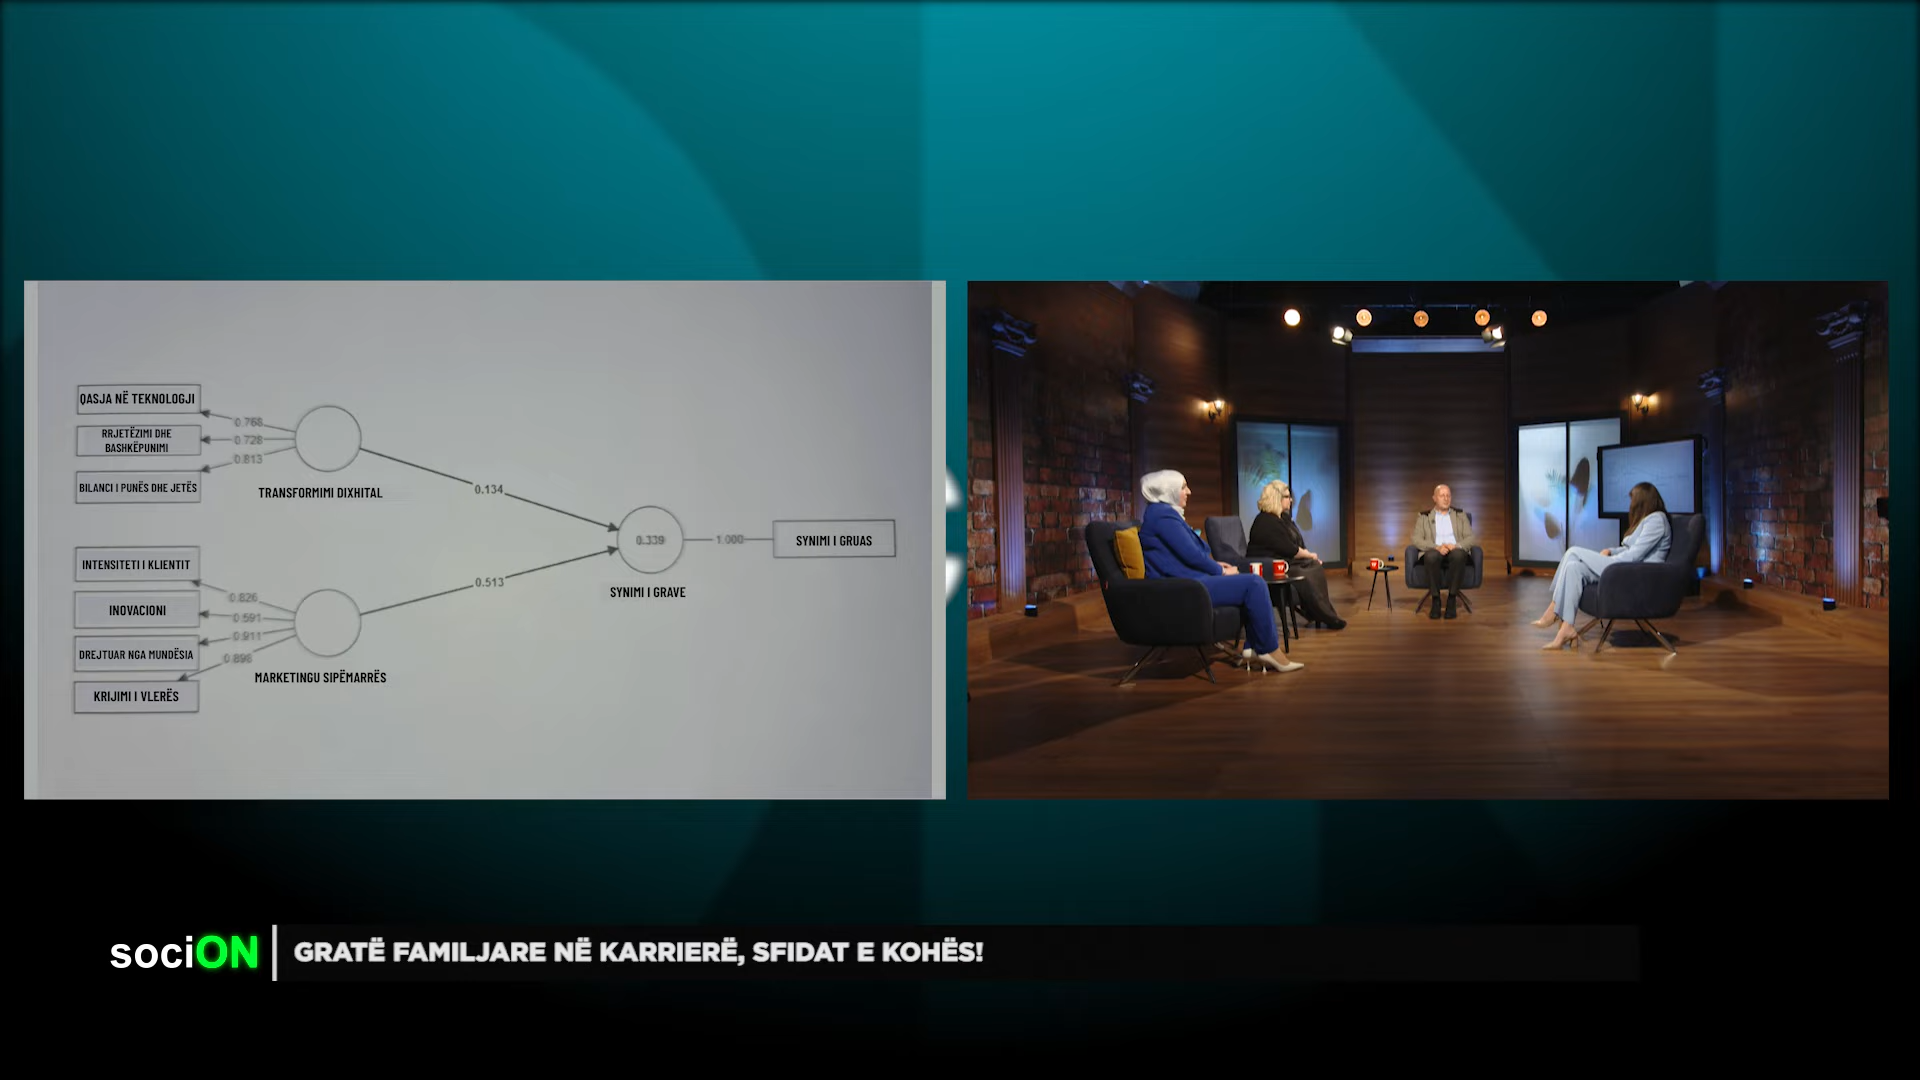 QASJA NË TEKNOLOGJI
0.768
RRJETËZIMI DHE
BASHKËPUNIMI
0.728
0.813
BILANCI I PUNËS DHE JETËS
TRANSFORMIMI DIXHITAL
0.134
0.339
1.000
SYNIMI I GRUAS
SYNIMI I GRAVE
INTENSITETI I KLIENTIT
0.826
INOVACIONI
0.591
0.513
0.911
DREJTUAR NGA MUNDËSIA
0.896
MARKETINGU SIPËMARRËS
KRIJIMI I VLERËS
sociON
GRATË FAMILJARE NË KARRIERË, SFIDAT E KOHËS!